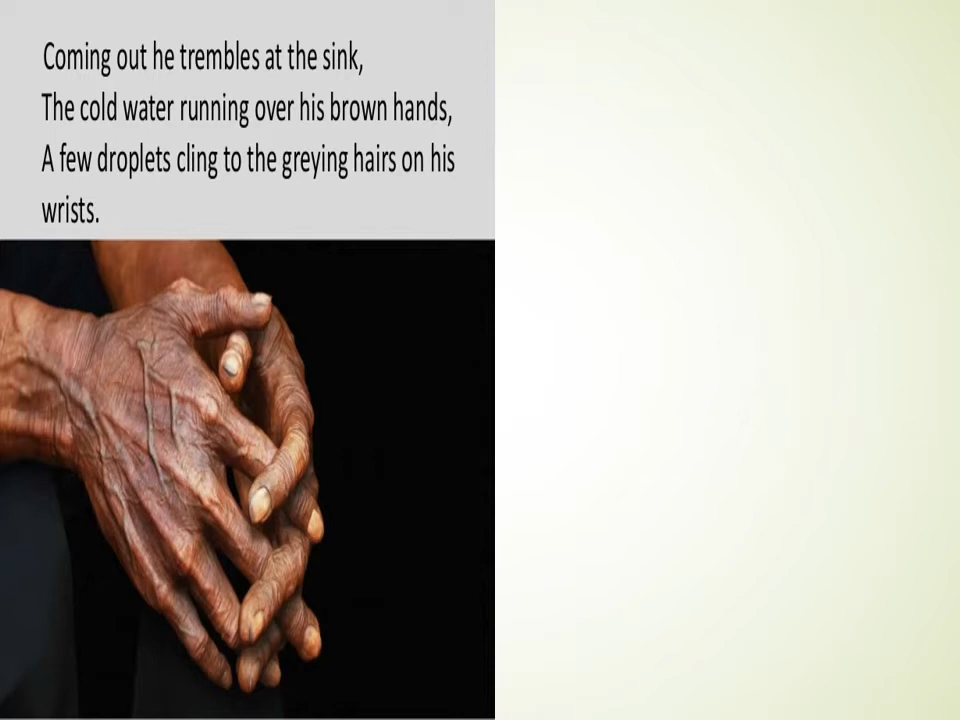 Coming out he trembles at the sink,
The cold water running over his brown hands,
A few droplets cling to the greying hairs on his
wrists.